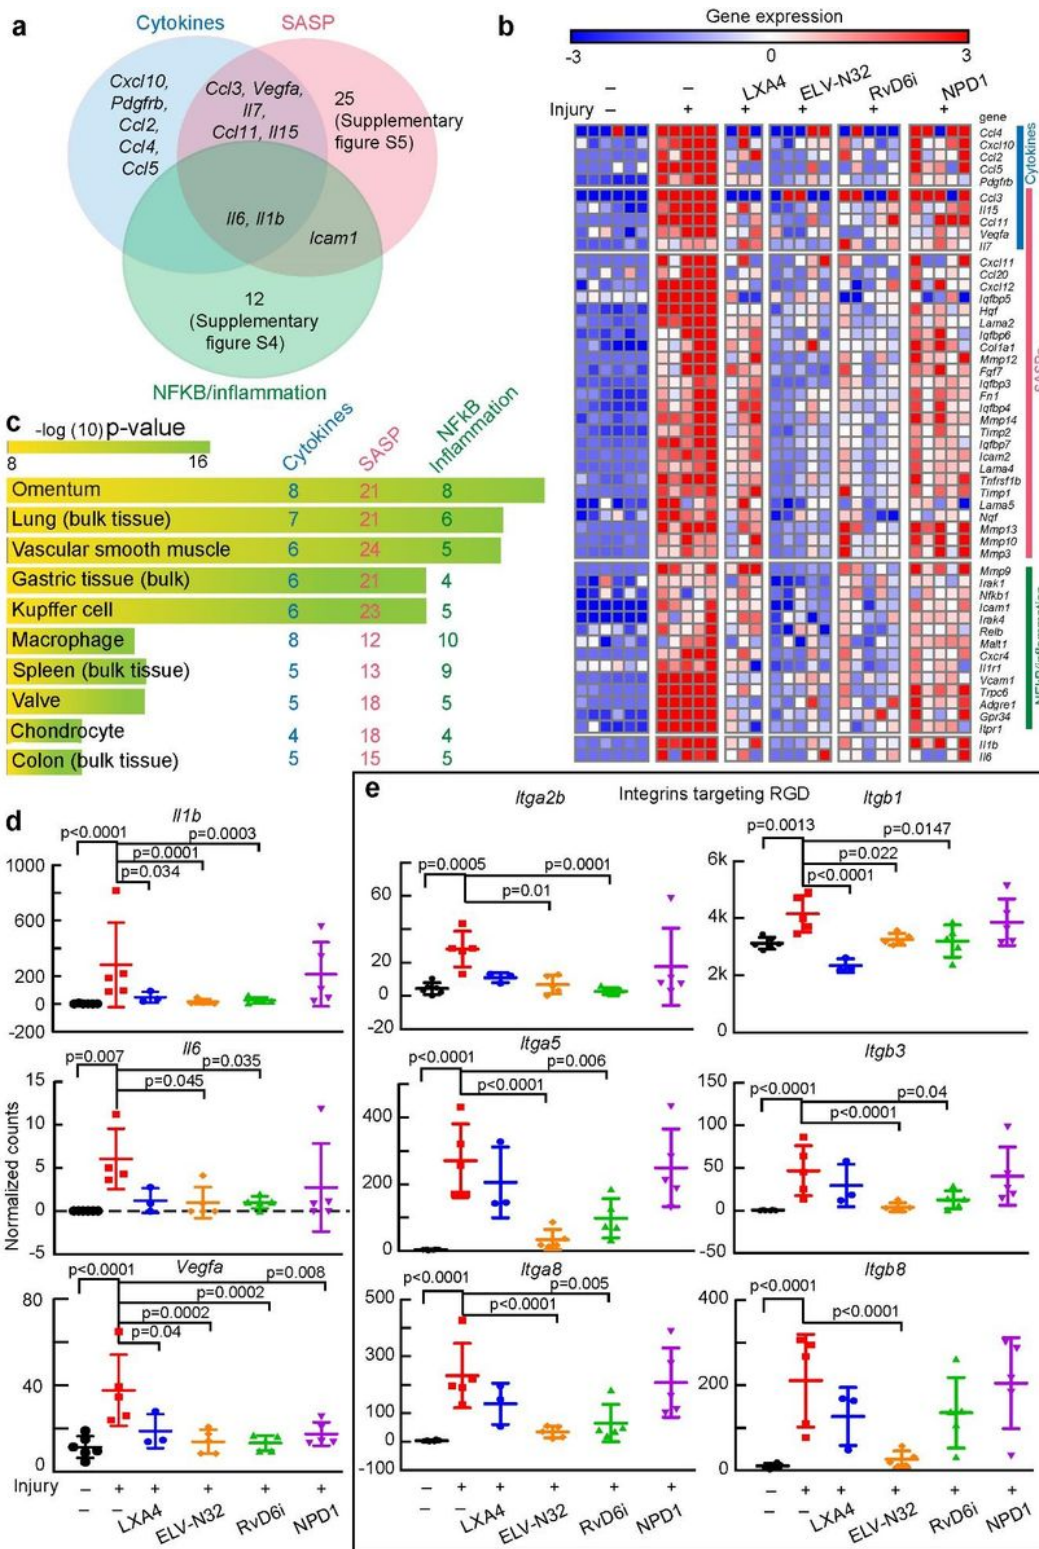 a
Cytokines
SASP
Cxcl10,
Pdgfrb,
Ccl2,
Ccl4,
Ccl5
Ccl3, Vegfa,
Il7,
Ccl11, Il15
25
(Supplementary
figure S5)
Il6, Il1b
Icam1
12
(Supplementary
figure S4)
NFKB/inflammation
b
Gene expression
-3
0
3
– – LXA4 ELV-N32 RvD6i NPD1
Injury – + + + + +
gene
Ccl4
Cxcl10
Ccl2
Ccl5
Pdgfrb
Cytokines
Ccl3
Il15
Ccl11
Vegfa
Il7
Cxcl11
Ccl20
Cxcl12
Igfbp5
Hgf
Lama2
Igfbp6
Col1a1
Mmp12
Fgf7
Igfbp3
Fn1
Igfbp4
Mmp14
Timp2
Igfbp7
Icam2
Lama4
Tnfrsf1b
Timp1
Lama5
Ngf
Mmp13
Mmp10
Mmp3
SASP
Mmp9
Irak1
Nfkb1
Icam1
Irak4
Relb
Malt1
Cxcr4
Il1r1
Vcam1
Trpc6
Adgre1
Gpr34
Itpr1
NFKB/inflammation
Il1b
Il6
c
-log (10) p-value
8
16
Cytokines
SASP
NFkB
Inflammation
Omentum 8 21 8
Lung (bulk tissue) 7 21 6
Vascular smooth muscle 6 24 5
Gastric tissue (bulk) 6 21 4
Kupffer cell 6 23 5
Macrophage 8 12 10
Spleen (bulk tissue) 5 13 9
Valve 5 18 5
Chondrocyte 4 18 4
Colon (bulk tissue) 5 15 5
d
Il1b
p<0.0001
p=0.0003
p=0.0001
p=0.034
1000
600
200
0
-200
Il6
p=0.007
p=0.035
p=0.045
15
10
5
0
-5
Normalized counts
Vegfa
p<0.0001
p=0.008
p=0.0002
p=0.0002
p=0.04
80
40
0
Injury – + + + + +
– – LXA4 ELV-N32 RvD6i NPD1
e
Integrins targeting RGD
Itga2b
p=0.0005
p=0.0001
p=0.01
60
20
0
-20
Itgb1
p=0.0013
p=0.0147
p=0.022
p<0.0001
6k
4k
2k
0
Itga5
p<0.0001
p=0.006
p<0.0001
400
200
0
Itgb3
p<0.0001
p=0.04
p<0.0001
150
100
50
0
-50
Itga8
p<0.0001
p=0.005
p<0.0001
500
300
200
100
0
-100
Itgb8
p<0.0001
p<0.0001
400
200
0
– + + + + +
– – LXA4 ELV-N32 RvD6i NPD1
– + + + + +
– – LXA4 ELV-N32 RvD6i NPD1